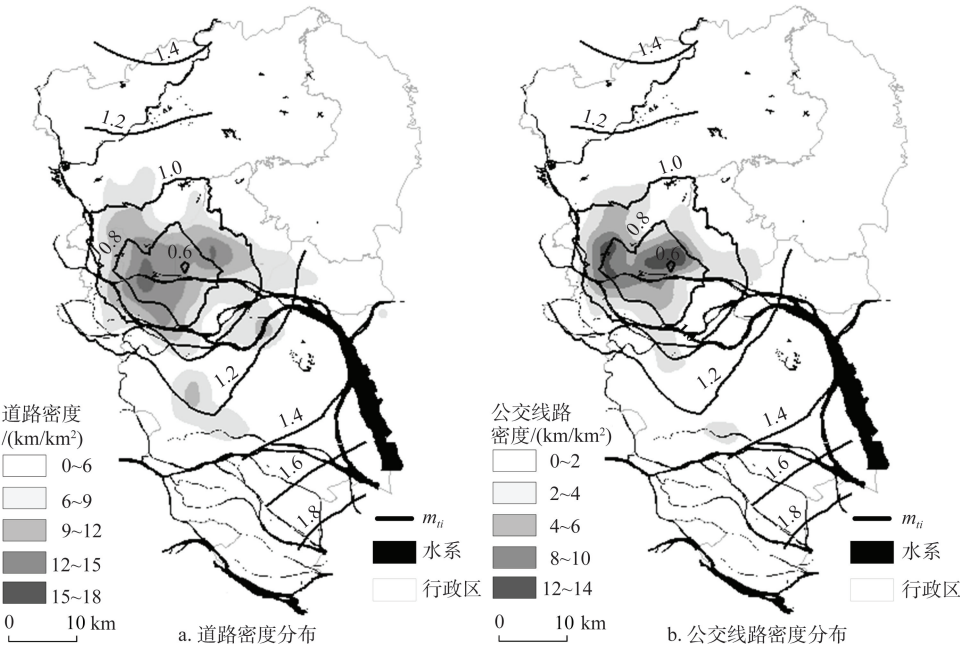 1.4
1.2
1.0
0.8
0.6
1.2
1.4
1.6
1.8
道路密度
/(km/km²)
0~6
6~9
9~12
12~15
15~18
0 10 km
mti
水系
行政区
a. 道路密度分布
1.4
1.2
1.0
0.8
0.6
1.2
1.4
1.6
1.8
公交线路
密度/(km/km²)
0~2
2~4
4~6
8~10
12~14
0 10 km
mti
水系
行政区
b. 公交线路密度分布